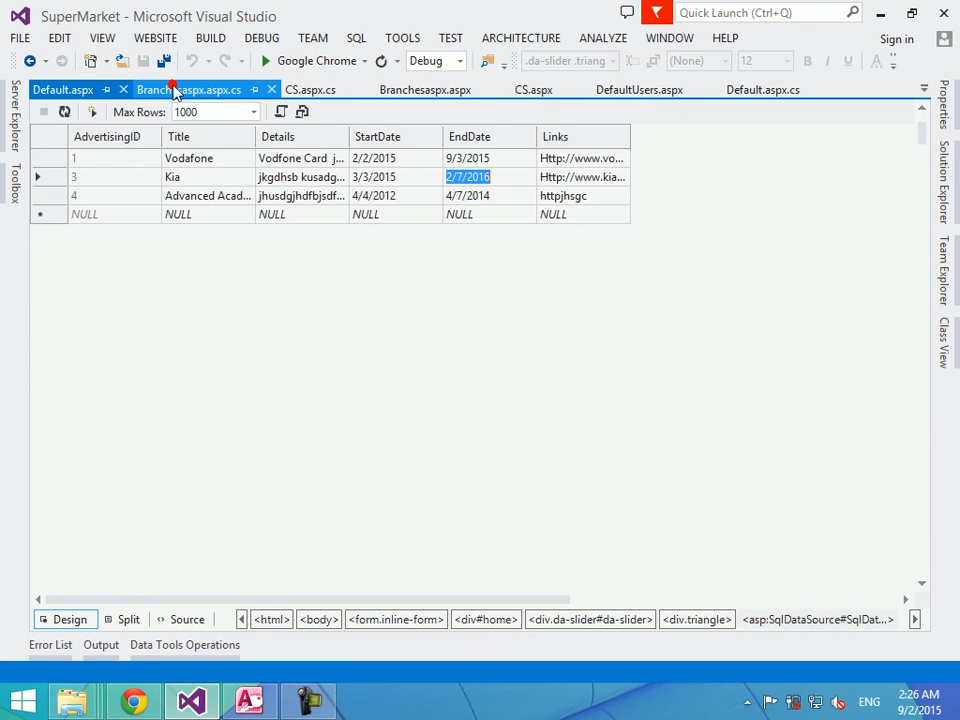 SuperMarket - Microsoft Visual Studio
Quick Launch (Ctrl+Q)
FILE EDIT VIEW WEBSITE BUILD DEBUG TEAM SQL TOOLS TEST ARCHITECTURE ANALYZE WINDOW HELP Sign in
Google Chrome Debug .da-slider .triang (None) 12 B I U A
Default.aspx Branchesaspx.aspx.cs CS.aspx.cs Branchesaspx.aspx CS.aspx DefaultUsers.aspx Default.aspx.cs
Max Rows: 1000
AdvertisingID Title Details StartDate EndDate Links
1 Vodafone Vodfone Card j... 2/2/2015 9/3/2015 Http://www.vo...
3 Kia jkgdhsb kusadg... 3/3/2015 2/7/2016 Http://www.kia...
4 Advanced Acad... jhusdgjhdfbjsdf... 4/4/2012 4/7/2014 httpjhsgc
NULL NULL NULL NULL NULL NULL
Server Explorer
Toolbox
Properties
Solution Explorer
Team Explorer
Class View
Design Split Source <html> <body> <form.inline-form> <div#home> <div.da-slider#da-slider> <div.triangle> <asp:SqlDataSource#SqlDat...>
Error List Output Data Tools Operations
ENG
2:26 AM
9/2/2015